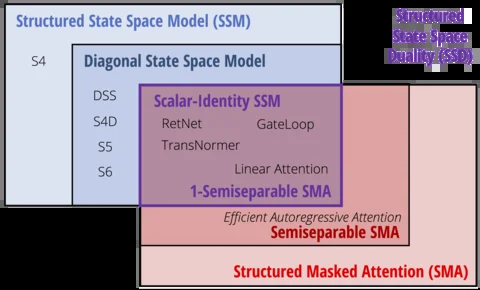 Structured State Space Model (SSM)
Structured
State Space
Duality (SSD)
S4
Diagonal State Space Model
DSS
S4D
S5
S6
Scalar-Identity SSM
RetNet
GateLoop
TransNormer
Linear Attention
1-Semiseparable SMA
Efficient Autoregressive Attention
Semiseparable SMA
Structured Masked Attention (SMA)